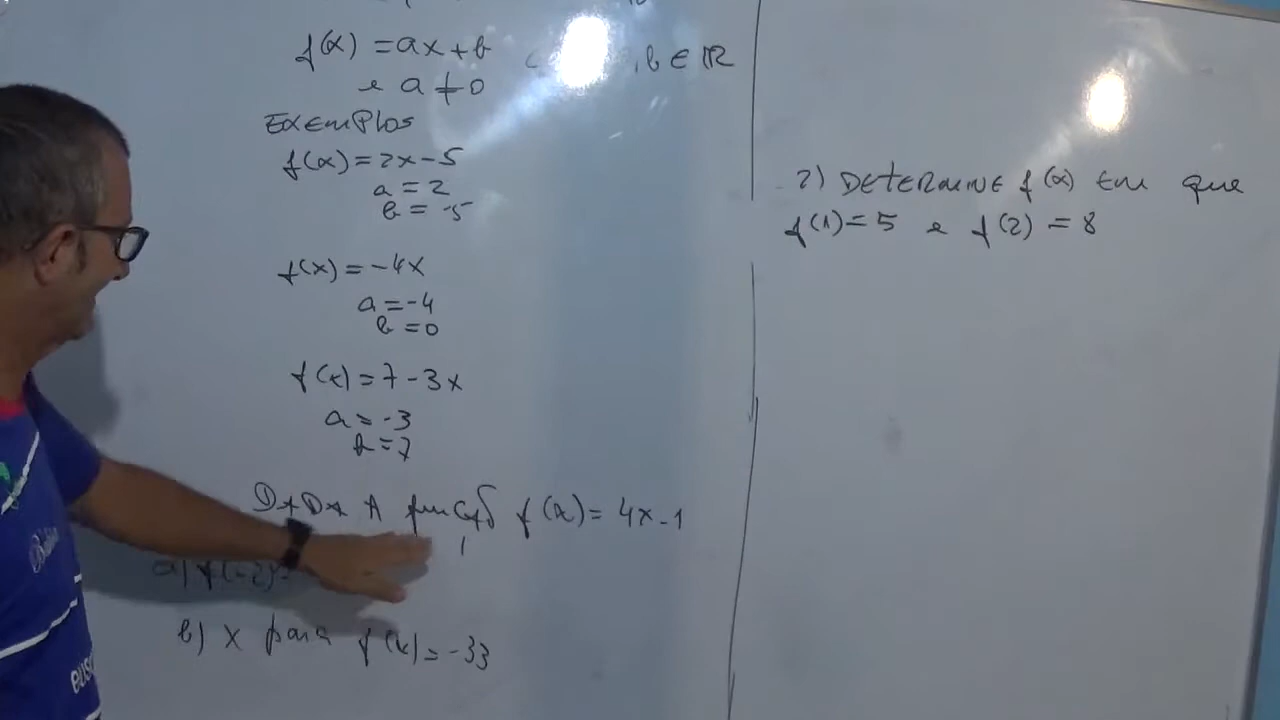 f(x) = ax + b , b ∈ ℝ
e a ≠ 0
EXEMPlos
f(x) = 2x - 5
a = 2
b = -5
f(x) = -4x
a = -4
b = 0
f(x) = 7 - 3x
a = -3
b = 7
DADA A função f(x) = 4x - 1
a) f(-2)=
b) x para f(x) = -33
2) DETERMINE f(x) Em que
f(1) = 5 e f(2) = 8